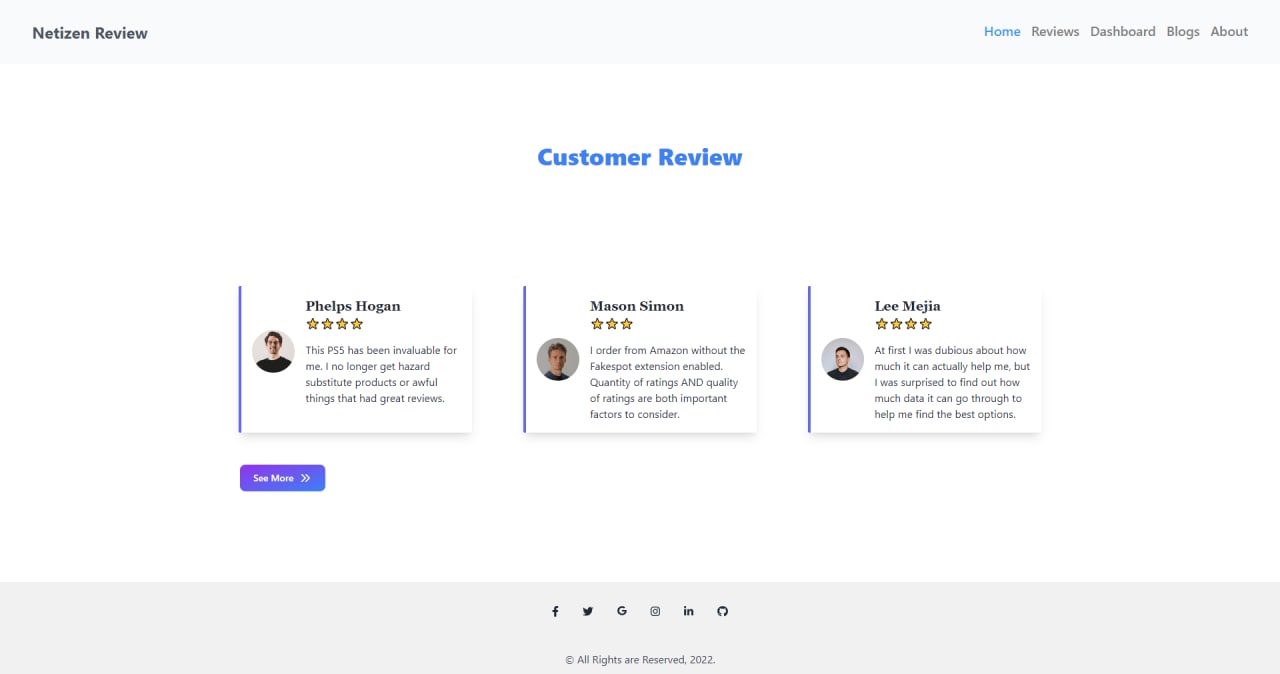 Netizen Review
Home Reviews Dashboard Blogs About
Customer Review
Phelps Hogan
This PS5 has been invaluable for
me. I no longer get hazard
substitute products or awful
things that had great reviews.
Mason Simon
I order from Amazon without the
Fakespot extension enabled.
Quantity of ratings AND quality
of ratings are both important
factors to consider.
Lee Mejia
At first I was dubious about how
much it can actually help me, but
I was surprised to find out how
much data it can go through to
help me find the best options.
See More
© All Rights are Reserved, 2022.